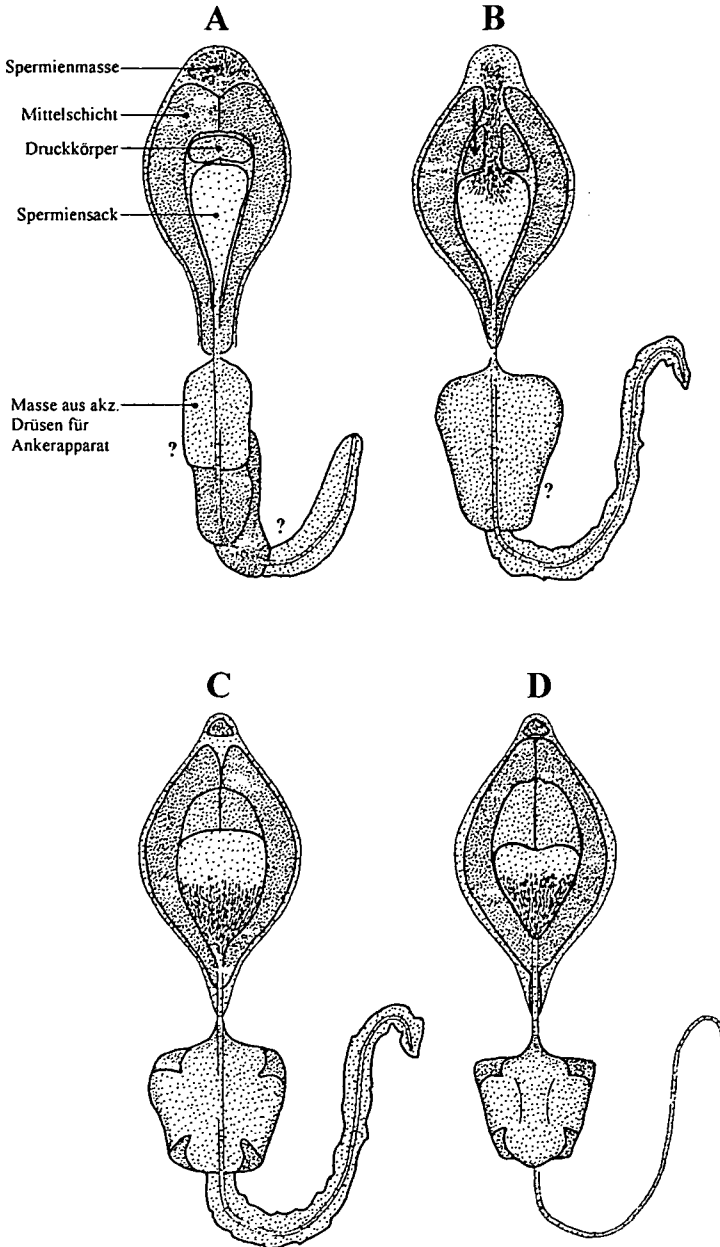 A
B
Spermienmasse
Mittelschicht
Druckkörper
Spermiensack
Masse aus akz.
Drüsen für
Ankerapparat
?
?
?
C
D